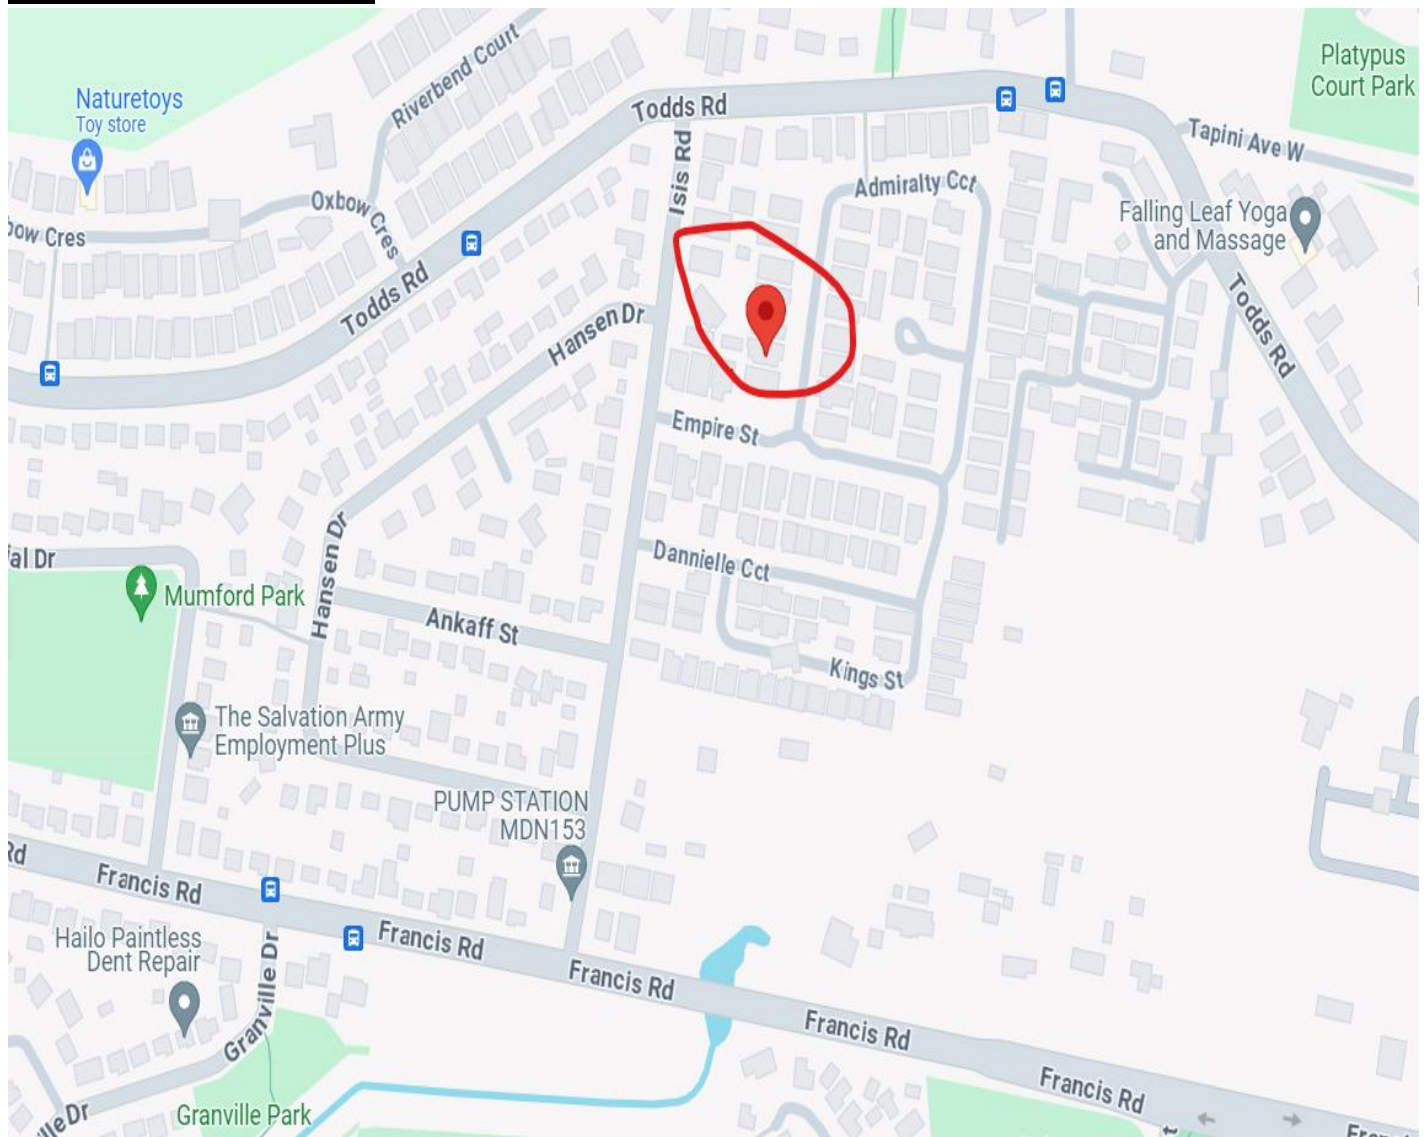 Platypus
Court Park
Riverbend Court
Naturetoys
Toy store
Todds Rd
Tapini Ave W
Isis Rd
Admiralty Cct
Oxbow Cres
Falling Leaf Yoga
and Massage
bow Cres
Todds Rd
Todds Rd
Hansen Dr
Empire St
Hansen Dr
Dannielle Cct
al Dr
Mumford Park
Ankaff St
Kings St
The Salvation Army
Employment Plus
PUMP STATION
MDN153
Rd
Francis Rd
Francis Rd
Hailo Paintless
Dent Repair
Granville Dr
Francis Rd
Francis Rd
Francis Rd
Granville Park
lle Dr